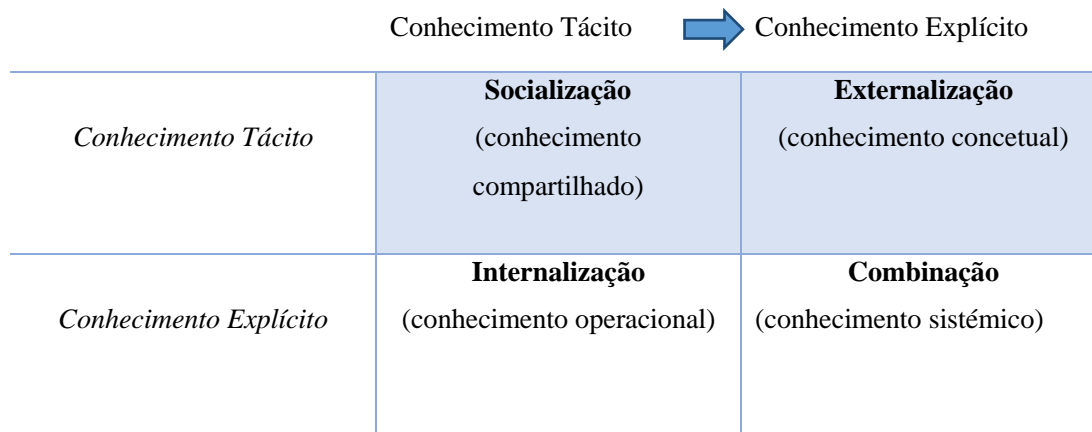 Conhecimento Tácito Conhecimento Explícito
Socialização Externalização
Conhecimento Tácito (conhecimento (conhecimento concetual)
compartilhado)
Internalização Combinação
Conhecimento Explícito (conhecimento operacional) (conhecimento sistémico)